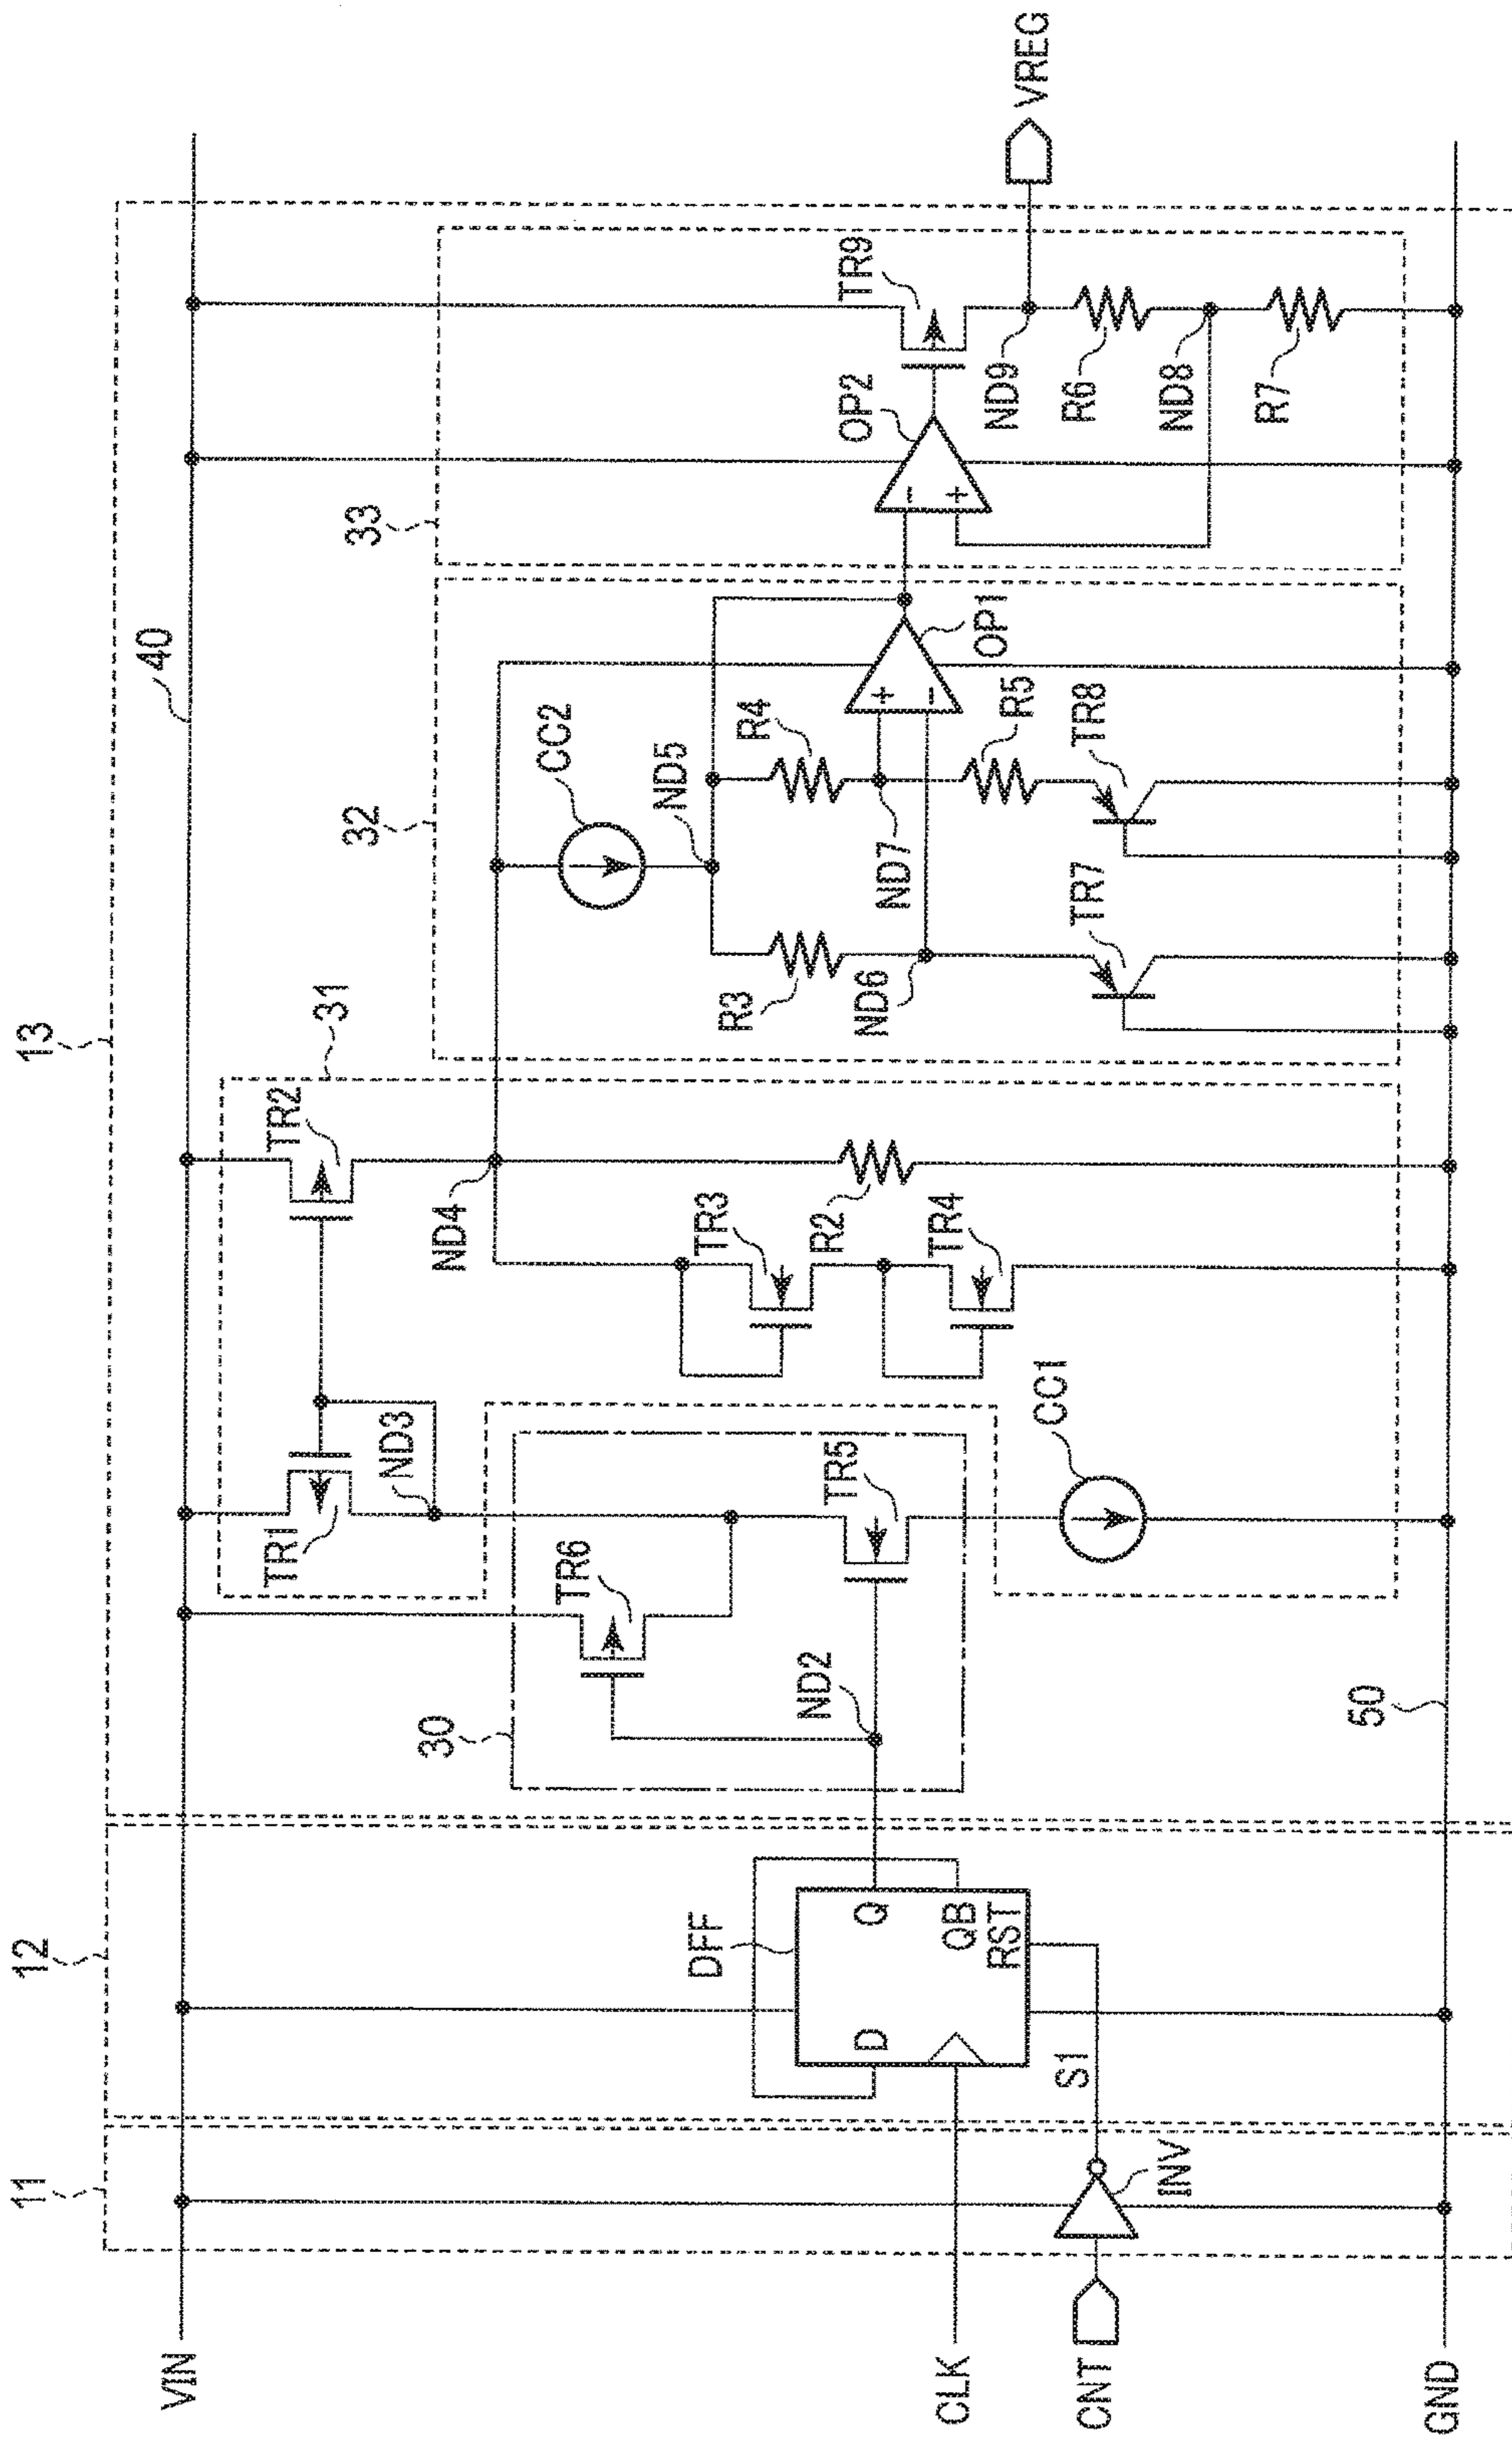 13
11
12
40
31
32
33
30
VIN
TR1
TR2
ND3
ND4
CC2
ND5
TR6
TR3
R2
TR4
R3
R4
ND6
ND7
R5
TR7
TR8
OP1
+
−
OP2
−
+
TR9
ND9
VREG
R6
ND8
R7
DFF
D
Q
QB
RST
ND2
TR5
CC1
CLK
S1
INV
CNT
50
GND